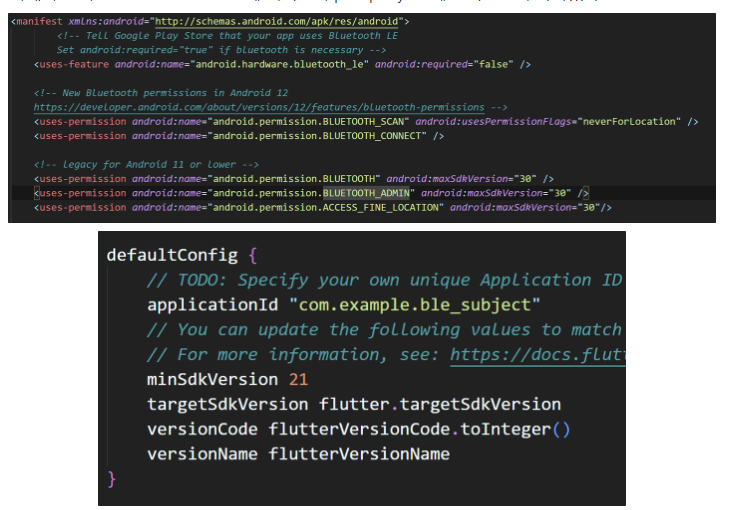 <manifest xmlns:android="http://schemas.android.com/apk/res/android">
<!-- Tell Google Play Store that your app uses Bluetooth LE
Set android:required="true" if bluetooth is necessary -->
<uses-feature android:name="android.hardware.bluetooth_le" android:required="false" />
<!-- New Bluetooth permissions in Android 12
https://developer.android.com/about/versions/12/features/bluetooth-permissions -->
<uses-permission android:name="android.permission.BLUETOOTH_SCAN" android:usesPermissionFlags="neverForLocation" />
<uses-permission android:name="android.permission.BLUETOOTH_CONNECT" />
<!-- legacy for Android 11 or lower -->
<uses-permission android:name="android.permission.BLUETOOTH" android:maxSdkVersion="30" />
<uses-permission android:name="android.permission.BLUETOOTH_ADMIN" android:maxSdkVersion="30" />
<uses-permission android:name="android.permission.ACCESS_FINE_LOCATION" android:maxSdkVersion="30"/>
defaultConfig {
// TODO: Specify your own unique Application ID
applicationId "com.example.ble_subject"
// You can update the following values to match
// For more information, see: https://docs.flut
minSdkVersion 21
targetSdkVersion flutter.targetSdkVersion
versionCode flutterVersionCode.toInteger()
versionName flutterVersionName
}